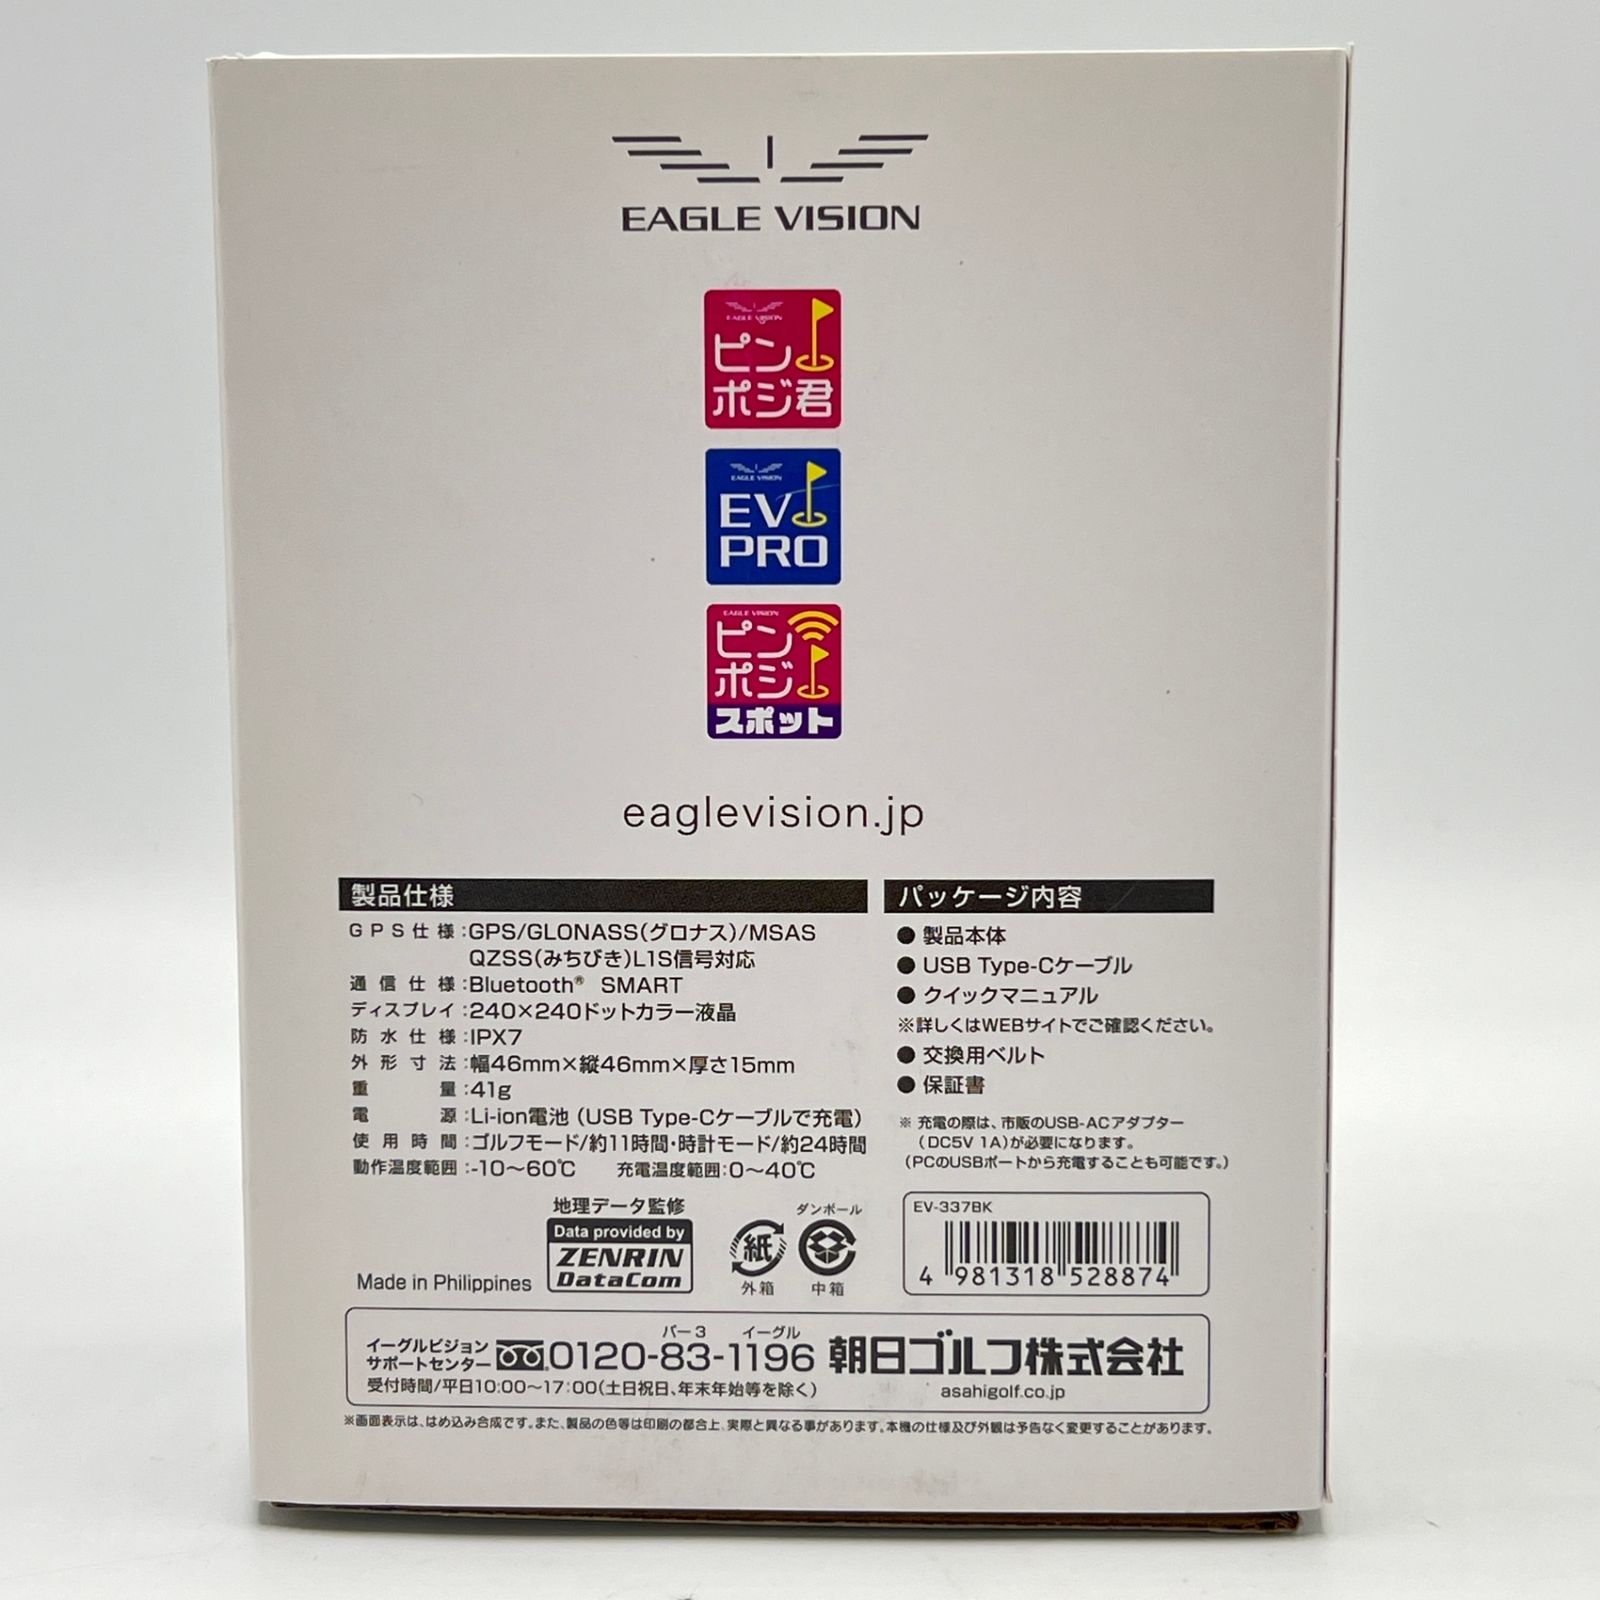 EAGLE VISION
EAGLE VISION
ピン
ポジ君
EAGLE VISION
EV
PRO
EAGLE VISION
ピン
ポジ
スポット
eaglevision.jp
製品仕様
GPS仕様:GPS/GLONASS(グロナス)/MSAS
QZSS(みちびき)L1S信号対応
通信仕様:Bluetooth® SMART
ディスプレイ:240×240ドットカラー液晶
防水仕様:IPX7
外形寸法:幅46mm×縦46mm×厚さ15mm
重量:41g
電源:Li-ion電池(USB Type-Cケーブルで充電)
使用時間:ゴルフモード/約11時間・時計モード/約24時間
動作温度範囲:-10〜60℃ 充電温度範囲:0〜40℃
パッケージ内容
● 製品本体
● USB Type-Cケーブル
● クイックマニュアル
※詳しくはWEBサイトでご確認ください。
● 交換用ベルト
● 保証書
※ 充電の際は、市販のUSB-ACアダプター
(DC5V 1A)が必要になります。
(PCのUSBポートから充電することも可能です。)
Made in Philippines
地理データ監修
Data provided by
ZENRIN
DataCom
紙
外箱
ダンボール
中箱
EV-337BK
4 981318 528874
イーグルビジョン
サポートセンター
バー3 イーグル
0120-83-1196
受付時間/平日10:00〜17:00(土日祝日、年末年始等を除く)
朝日ゴルフ株式会社
asahigolf.co.jp
※画面表示は、はめ込み合成です。また、製品の色等は印刷の都合上、実際と異なる事があります。本機の仕様及び外観は予告なく変更することがあります。